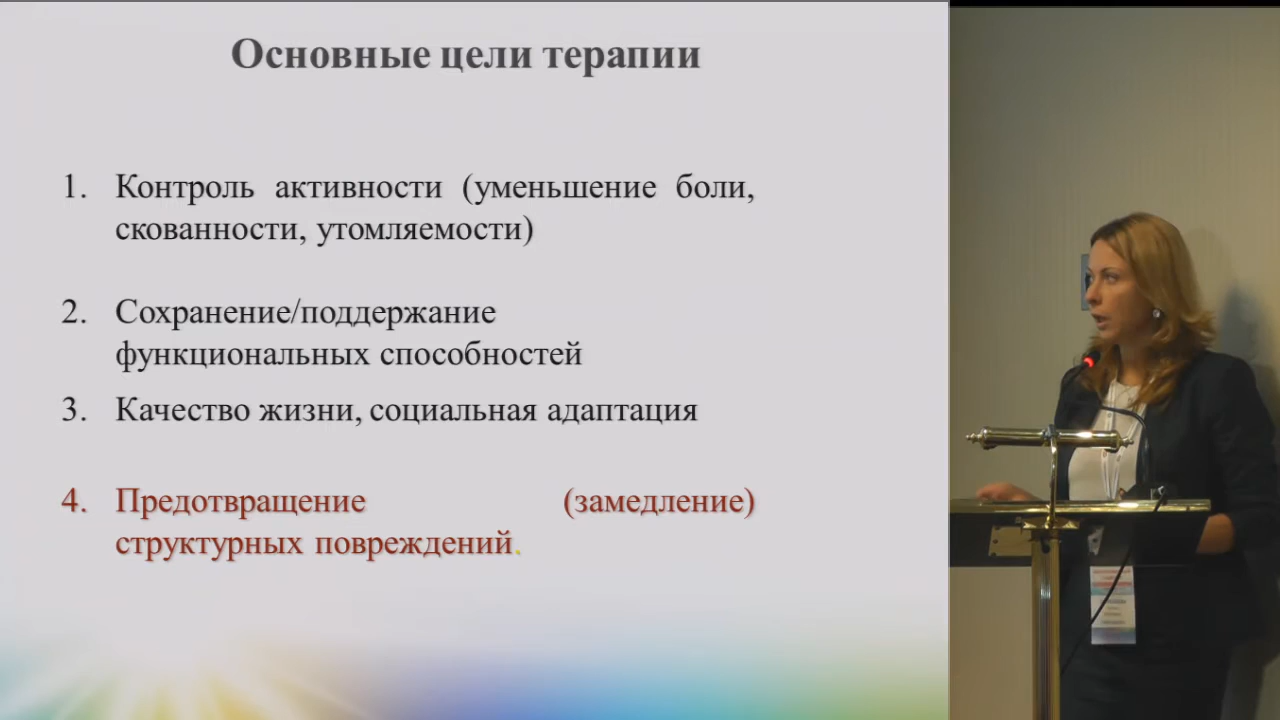 Основные цели терапии
1. Контроль активности (уменьшение боли,
скованности, утомляемости)
2. Сохранение/поддержание
функциональных способностей
3. Качество жизни, социальная адаптация
4. Предотвращение (замедление)
структурных повреждений.